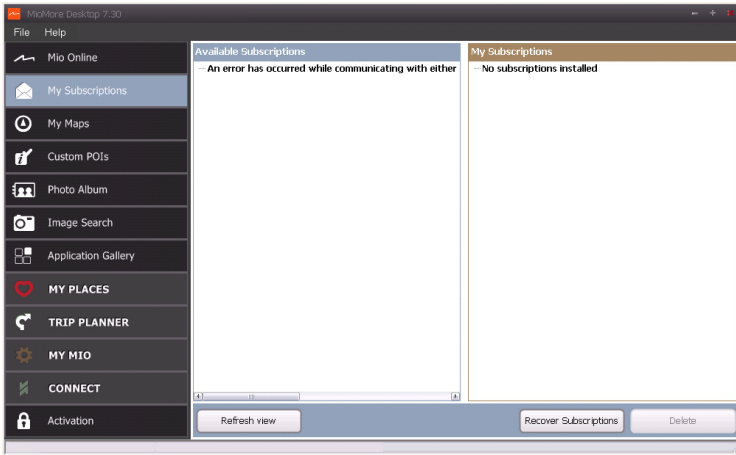 MioMore Desktop 7.30
File Help
Mio Online
My Subscriptions
My Maps
Custom POIs
Photo Album
Image Search
Application Gallery
MY PLACES
TRIP PLANNER
MY MIO
CONNECT
Activation
Available Subscriptions
An error has occurred while communicating with either
Refresh view
My Subscriptions
No subscriptions installed
Recover Subscriptions
Delete